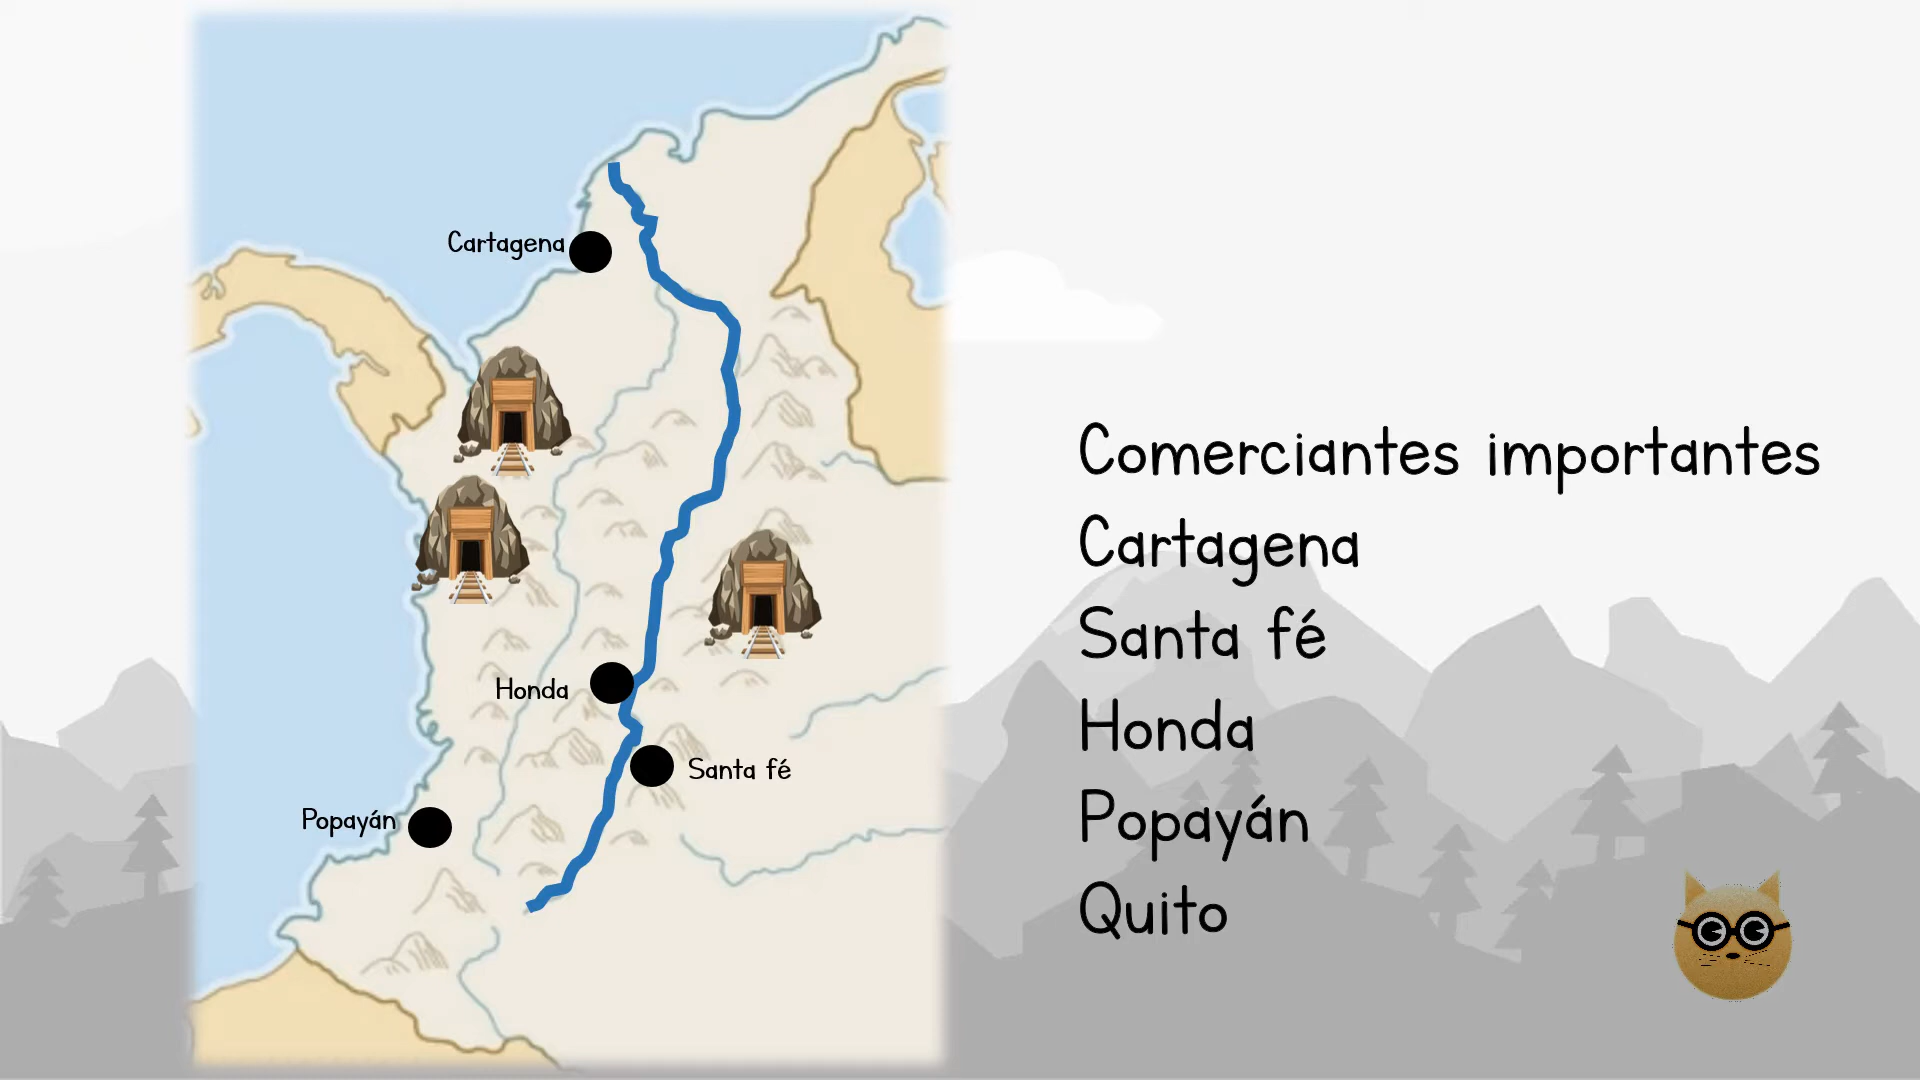 Cartagena
Honda
Santa fé
Popayán
Comerciantes importantes
Cartagena
Santa fé
Honda
Popayán
Quito